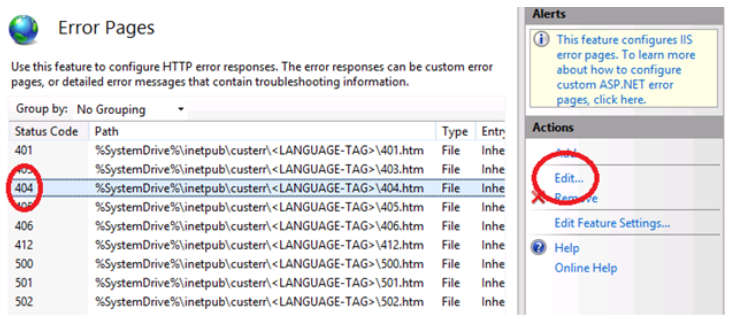 Error Pages
Use this feature to configure HTTP error responses. The error responses can be custom error
pages, or detailed error messages that contain troubleshooting information.
Group by: No Grouping
Status Code Path Type Entry
401 %SystemDrive%\inetpub\custerr\<LANGUAGE-TAG>\401.htm File Inhe
403 %SystemDrive%\inetpub\custerr\<LANGUAGE-TAG>\403.htm File Inhe
404 %SystemDrive%\inetpub\custerr\<LANGUAGE-TAG>\404.htm File Inhe
405 %SystemDrive%\inetpub\custerr\<LANGUAGE-TAG>\405.htm File Inhe
406 %SystemDrive%\inetpub\custerr\<LANGUAGE-TAG>\406.htm File Inhe
412 %SystemDrive%\inetpub\custerr\<LANGUAGE-TAG>\412.htm File Inhe
500 %SystemDrive%\inetpub\custerr\<LANGUAGE-TAG>\500.htm File Inhe
501 %SystemDrive%\inetpub\custerr\<LANGUAGE-TAG>\501.htm File Inhe
502 %SystemDrive%\inetpub\custerr\<LANGUAGE-TAG>\502.htm File Inhe
Alerts
This feature configures IIS
error pages. To learn more
about how to configure
custom ASP.NET error
pages, click here.
Actions
Add...
Edit...
Remove
Edit Feature Settings...
Help
Online Help